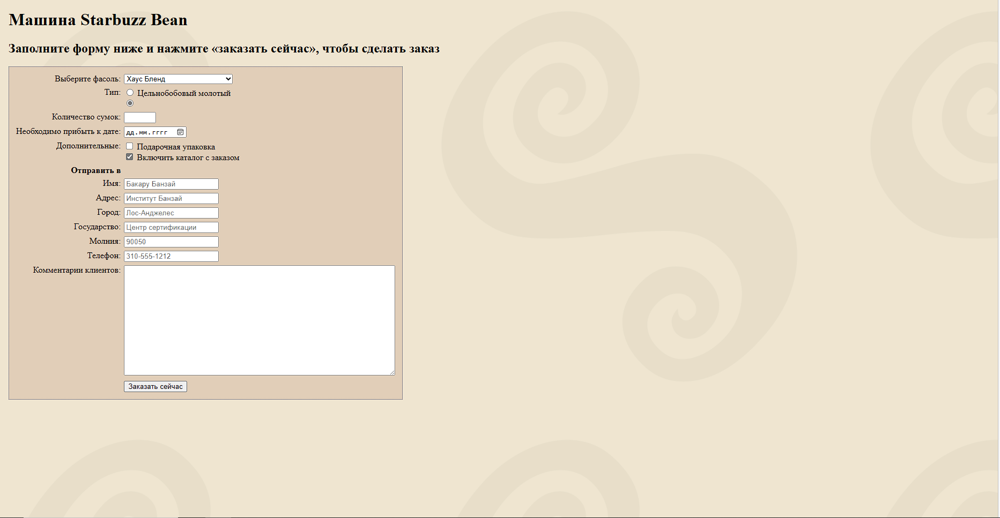 Машина Starbuzz Bean
Заполните форму ниже и нажмите «заказать сейчас», чтобы сделать заказ
Выберите фасоль: Хаус Бленд
Тип: Цельнобобовый молотый
Количество сумок:
Необходимо прибыть к дате: дд.мм.гггг
Дополнительные: Подарочная упаковка
Включить каталог с заказом
Отправить в
Имя: Бакару Банзай
Адрес: Институт Банзай
Город: Лос-Анджелес
Государство: Центр сертификации
Молния: 90050
Телефон: 310-555-1212
Комментарии клиентов:
Заказать сейчас